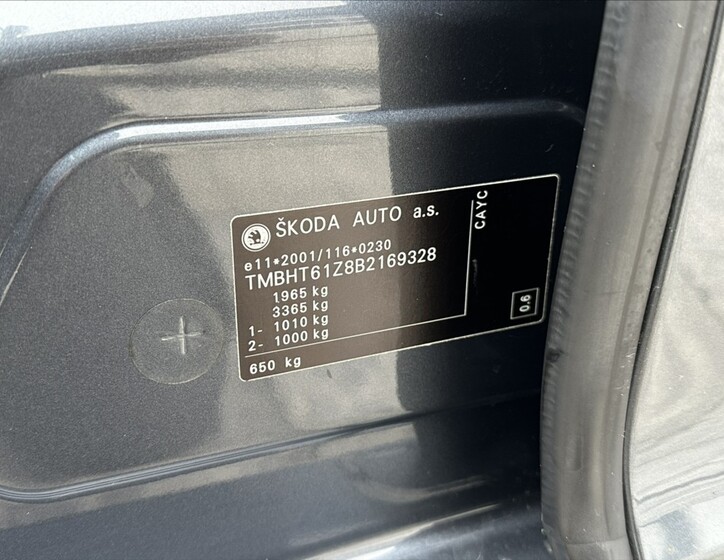 ŠKODA AUTO a.s.
e11*2001/116*0230
TMBHT61Z8B2169328
1965 kg
3365 kg
1- 1010 kg
2- 1000 kg
650 kg
CAYC
0.6